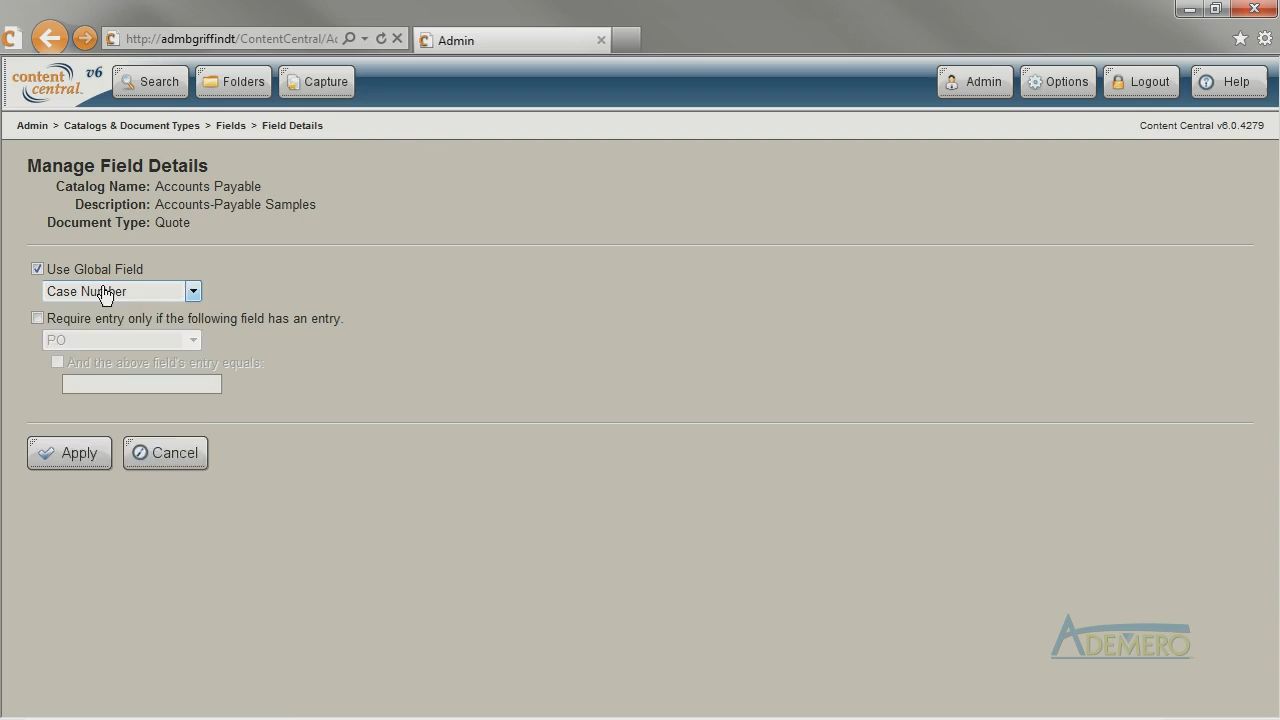 http://admbgriffindt/ContentCentral/Ac
Admin
content central. v6
Search
Folders
Capture
Admin
Options
Logout
Help
Admin > Catalogs & Document Types > Fields > Field Details
Content Central v6.0.4279
Manage Field Details
Catalog Name: Accounts Payable
Description: Accounts-Payable Samples
Document Type: Quote
Use Global Field
Case Number
Require entry only if the following field has an entry.
PO
And the above field's entry equals:
Apply
Cancel
ADEMERO